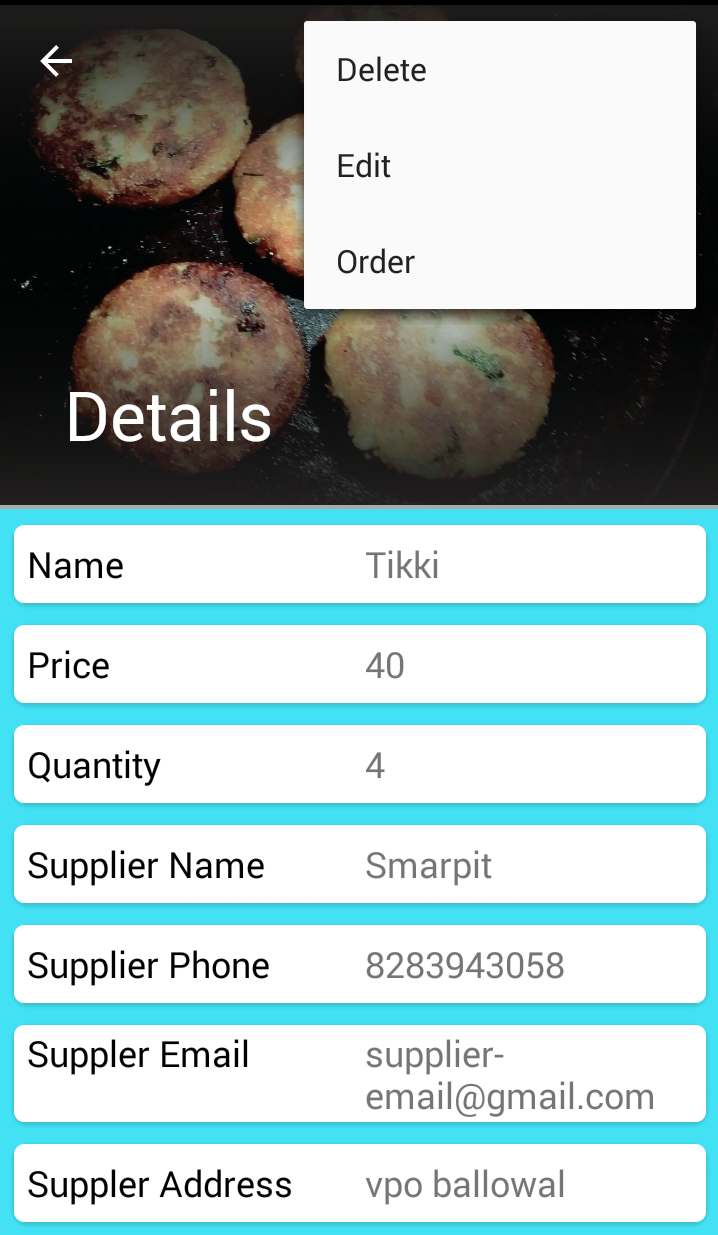 Delete
Edit
Order
Details
Name Tikki
Price 40
Quantity 4
Supplier Name Smarpit
Supplier Phone 8283943058
Suppler Email supplier-
email@gmail.com
Suppler Address vpo ballowal